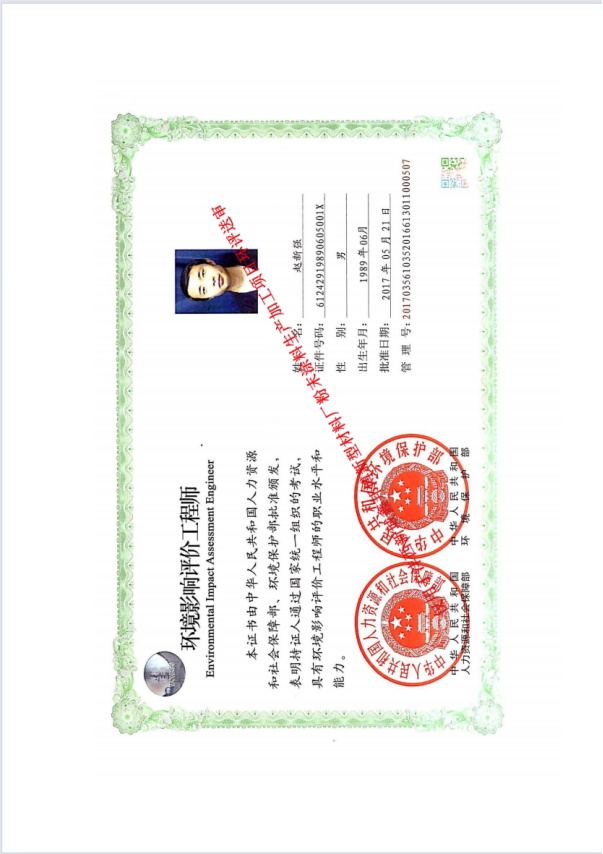 环境影响评价工程师
Environmental Impact Assessment Engineer
本证书由中华人民共和国人力资源
和社会保障部、环境保护部批准颁发，
表明持证人通过国家统一组织的考试，
具有环境影响评价工程师的职业水平和
能力。
中华人民共和国
人力资源和社会保障部
中华人民共和国
环境保护部
姓 名：赵新强
证件号码：61242919890605001X
性 别：男
出生年月：1989年06月
批准日期：2017年05月21日
管 理 号：2017035610352016613011000507
新型材料厂粉末涂料生产加工项目环评送审
中华人民共和国人力资源和社会保障部
中华人民共和国环境保护部